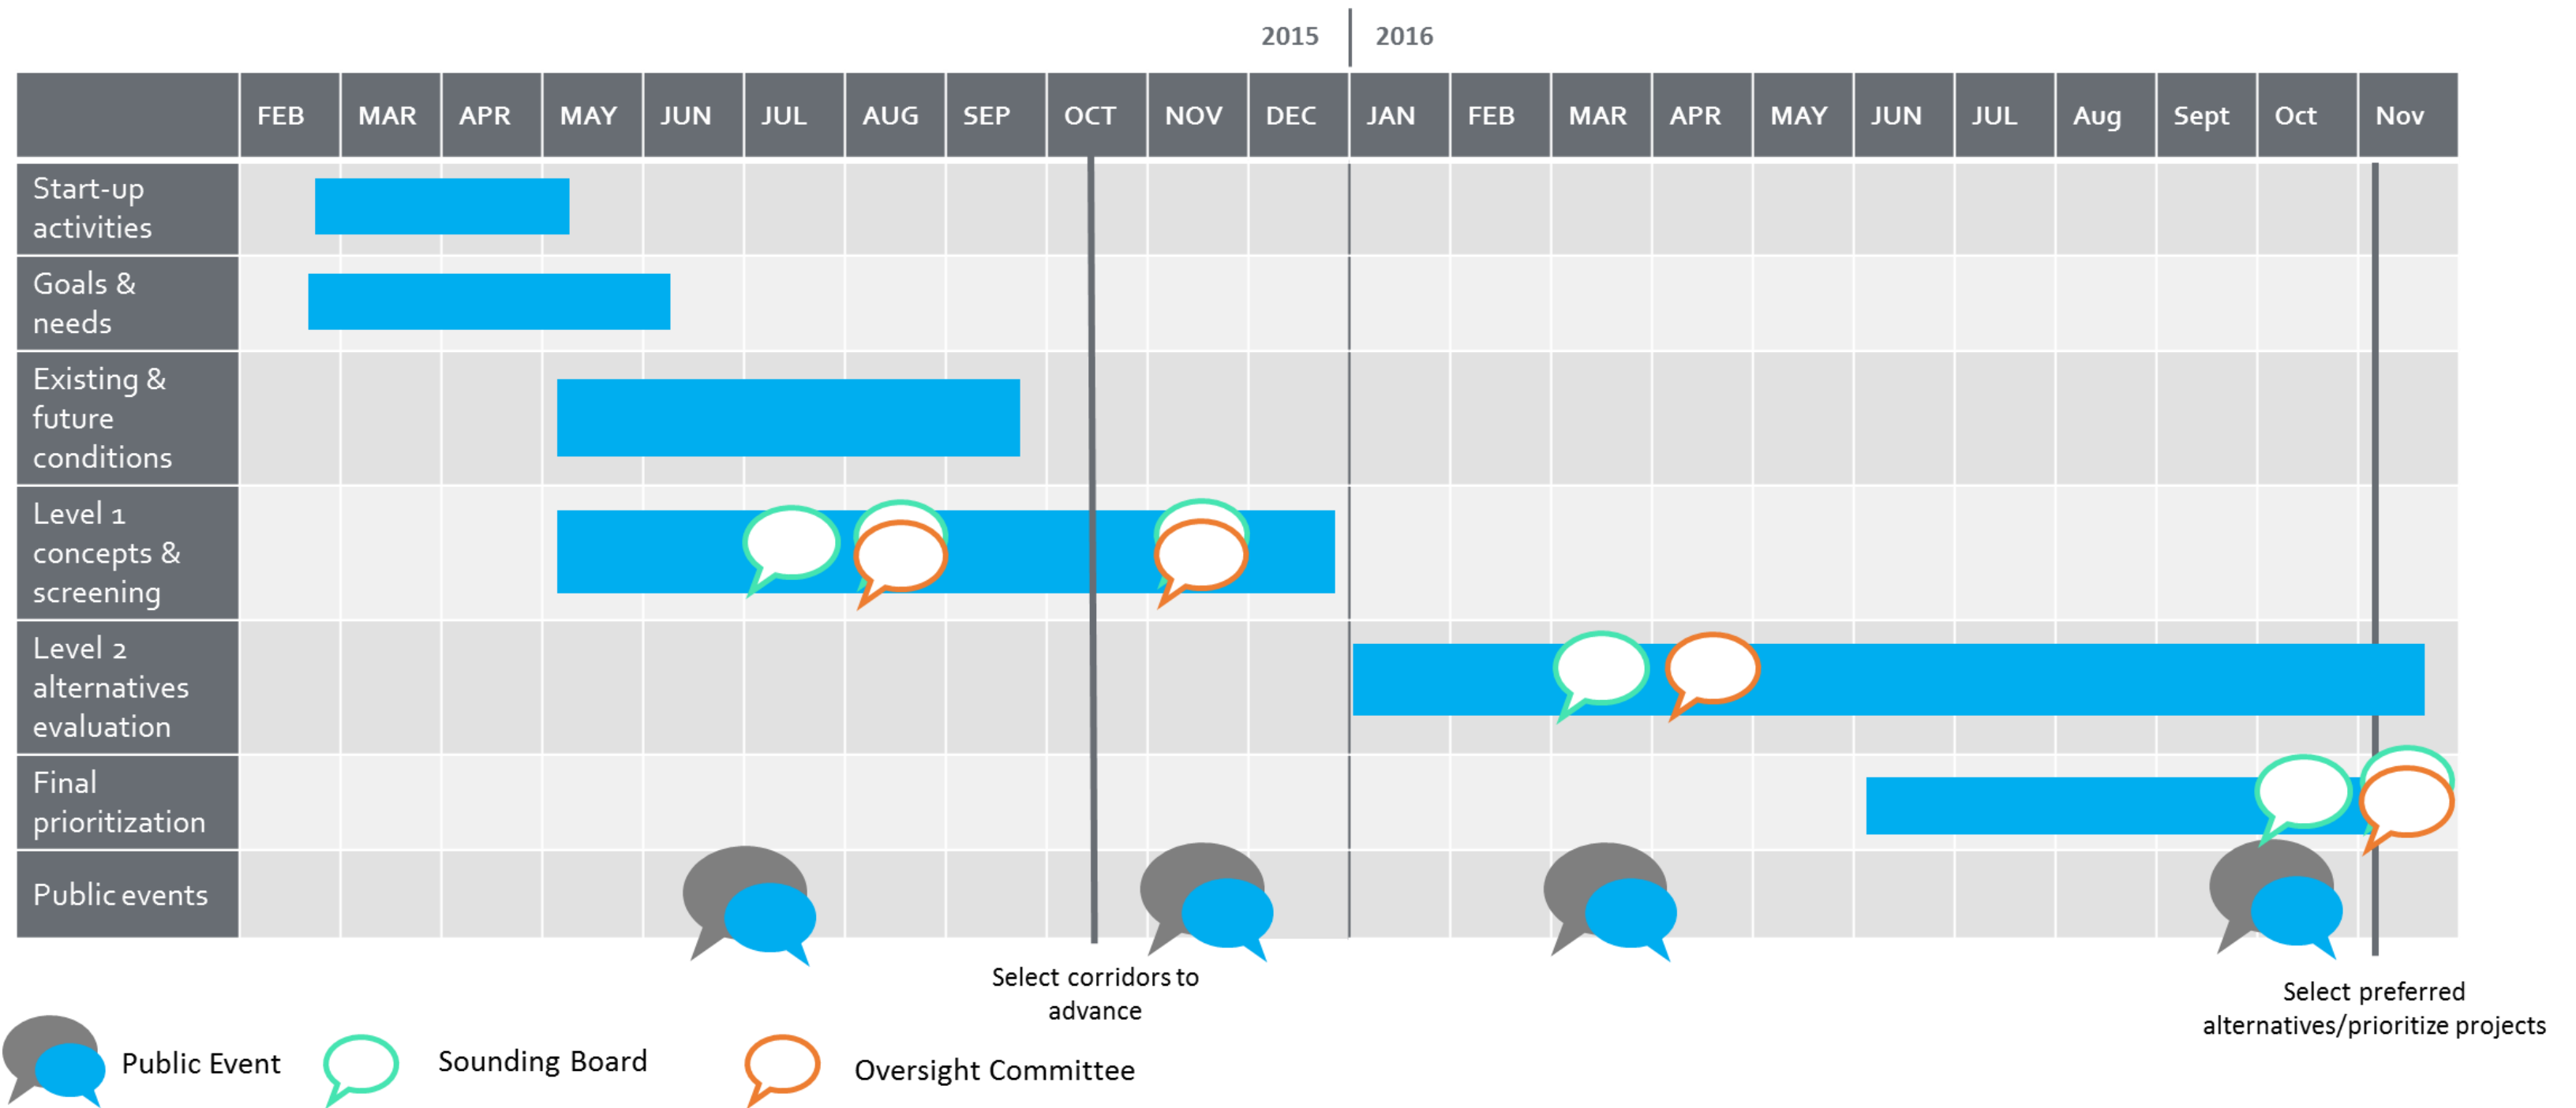 2015 2016
FEB MAR APR MAY JUN JUL AUG SEP OCT NOV DEC JAN FEB MAR APR MAY JUN JUL Aug Sept Oct Nov
Start-up
activities
Goals &
needs
Existing &
future
conditions
Level 1
concepts &
screening
Level 2
alternatives
evaluation
Final
prioritization
Public events
Select corridors to
advance
Select preferred
alternatives/prioritize projects
Public Event
Sounding Board
Oversight Committee